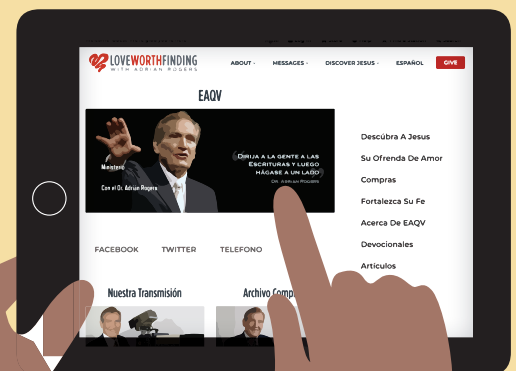 LOVEWORTHFINDING
WITH ADRIAN ROGERS
ABOUT
MESSAGES
DISCOVER JESUS
ESPAÑOL
GIVE
EAQV
Ministerio
Con el Dr. Adrián Rogers
“DIRIJA A LA GENTE A LAS
ESCRITURAS Y LUEGO
HÁGASE A UN LADO”
DR. ADRIAN ROGERS
Descúbra A Jesus
Su Ofrenda De Amor
Compras
Fortalezca Su Fe
Acerca De EAQV
Devocionales
Artículos
FACEBOOK
TWITTER
TELEFONO
Nuestra Transmisión
Archivo